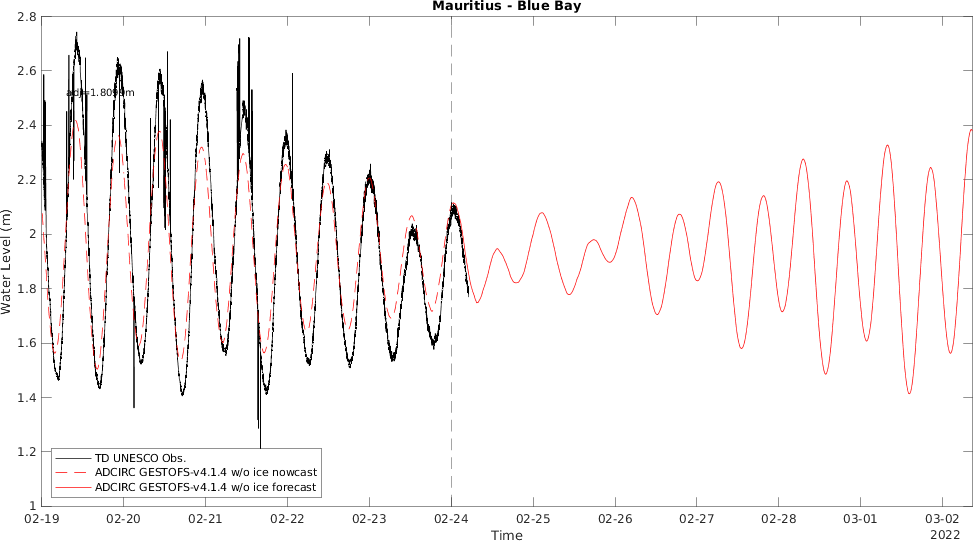 Mauritius - Blue Bay
2.8
2.6
2.4
2.2
2
1.8
1.6
1.4
1.2
1
Water Level (m)
adj=1.8099m
TD UNESCO Obs.
ADCIRC GESTOFS-v4.1.4 w/o ice nowcast
ADCIRC GESTOFS-v4.1.4 w/o ice forecast
02-19 02-20 02-21 02-22 02-23 02-24 02-25 02-26 02-27 02-28 03-01 03-02
2022
Time